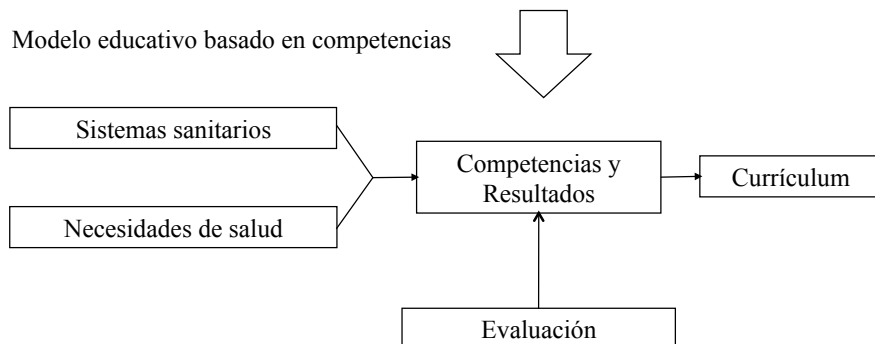 Modelo educativo basado en competencias
Sistemas sanitarios
Competencias y
Resultados
Currículum
Necesidades de salud
Evaluación